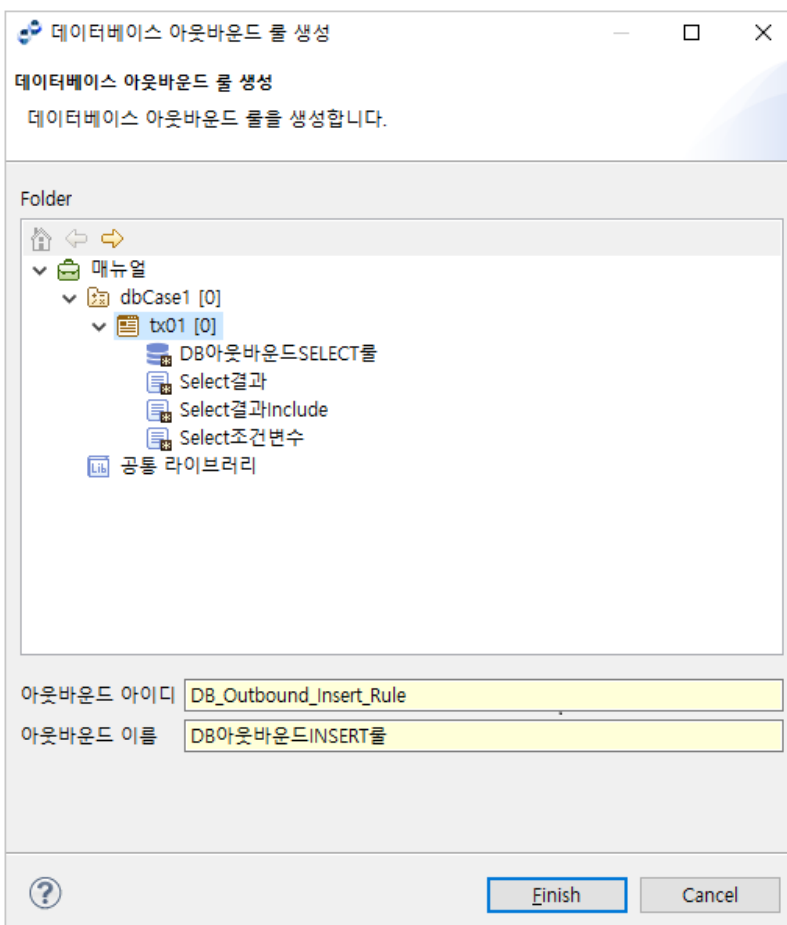 데이터베이스 아웃바운드 룰 생성
데이터베이스 아웃바운드 룰 생성
데이터베이스 아웃바운드 룰을 생성합니다.
Folder
매뉴얼
dbCase1 [0]
tx01 [0]
DB아웃바운드SELECT룰
Select결과
Select결과Include
Select조건변수
Lib 공통 라이브러리
아웃바운드 아이디 DB_Outbound_Insert_Rule
아웃바운드 이름 DB아웃바운드INSERT룰
? Finish Cancel